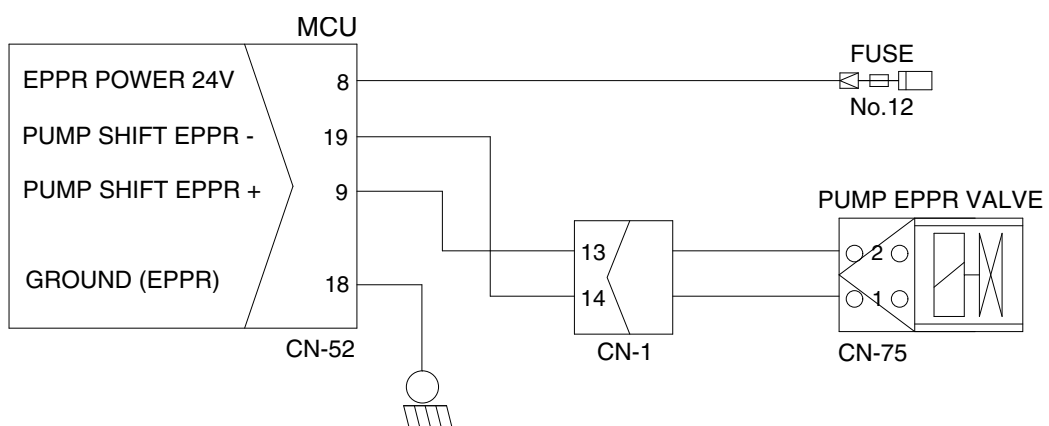 MCU
EPPR POWER 24V
8
FUSE
No.12
PUMP SHIFT EPPR -
19
PUMP SHIFT EPPR +
9
PUMP EPPR VALVE
13
2
GROUND (EPPR)
18
14
1
CN-52
CN-1
CN-75